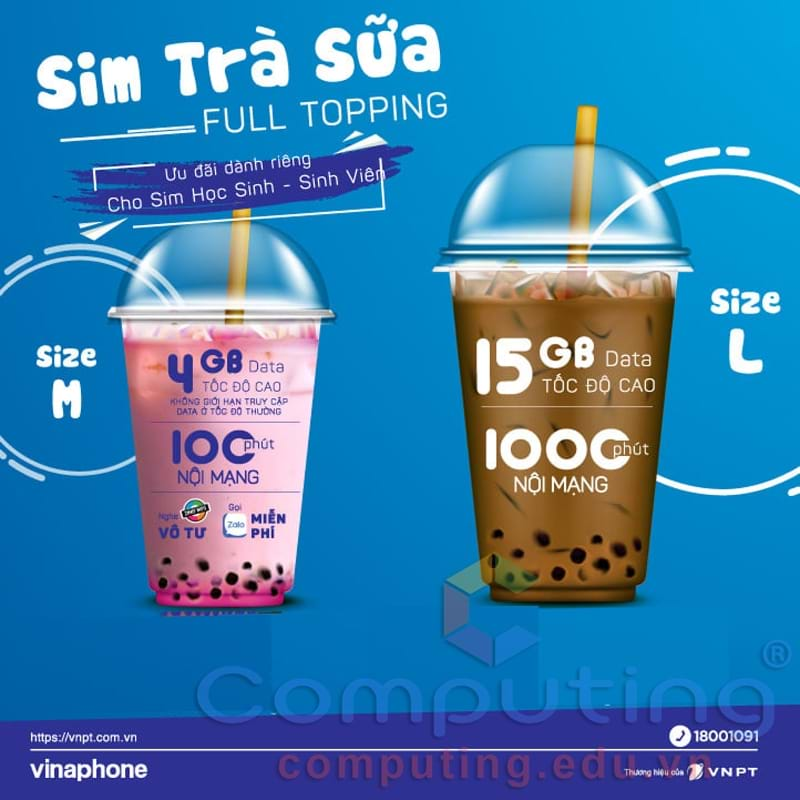 Sim Trà Sữa
FULL TOPPING
Ưu đãi dành riêng
Cho Sim Học Sinh - Sinh Viên
Size
M
4 GB Data
TỐC ĐỘ CAO
KHÔNG GIỚI HẠN TRUY CẬP
DATA Ở TỐC ĐỘ THƯỜNG
100 phút
NỘI MẠNG
Nghe
VÔ TƯ
Gọi
Zalo
MIỄN
PHÍ
Size
L
15 GB Data
TỐC ĐỘ CAO
1000 phút
NỘI MẠNG
Computing®
computing.edu.vn
https://vnpt.com.vn
18001091
vinaphone
Thương hiệu của VNPT